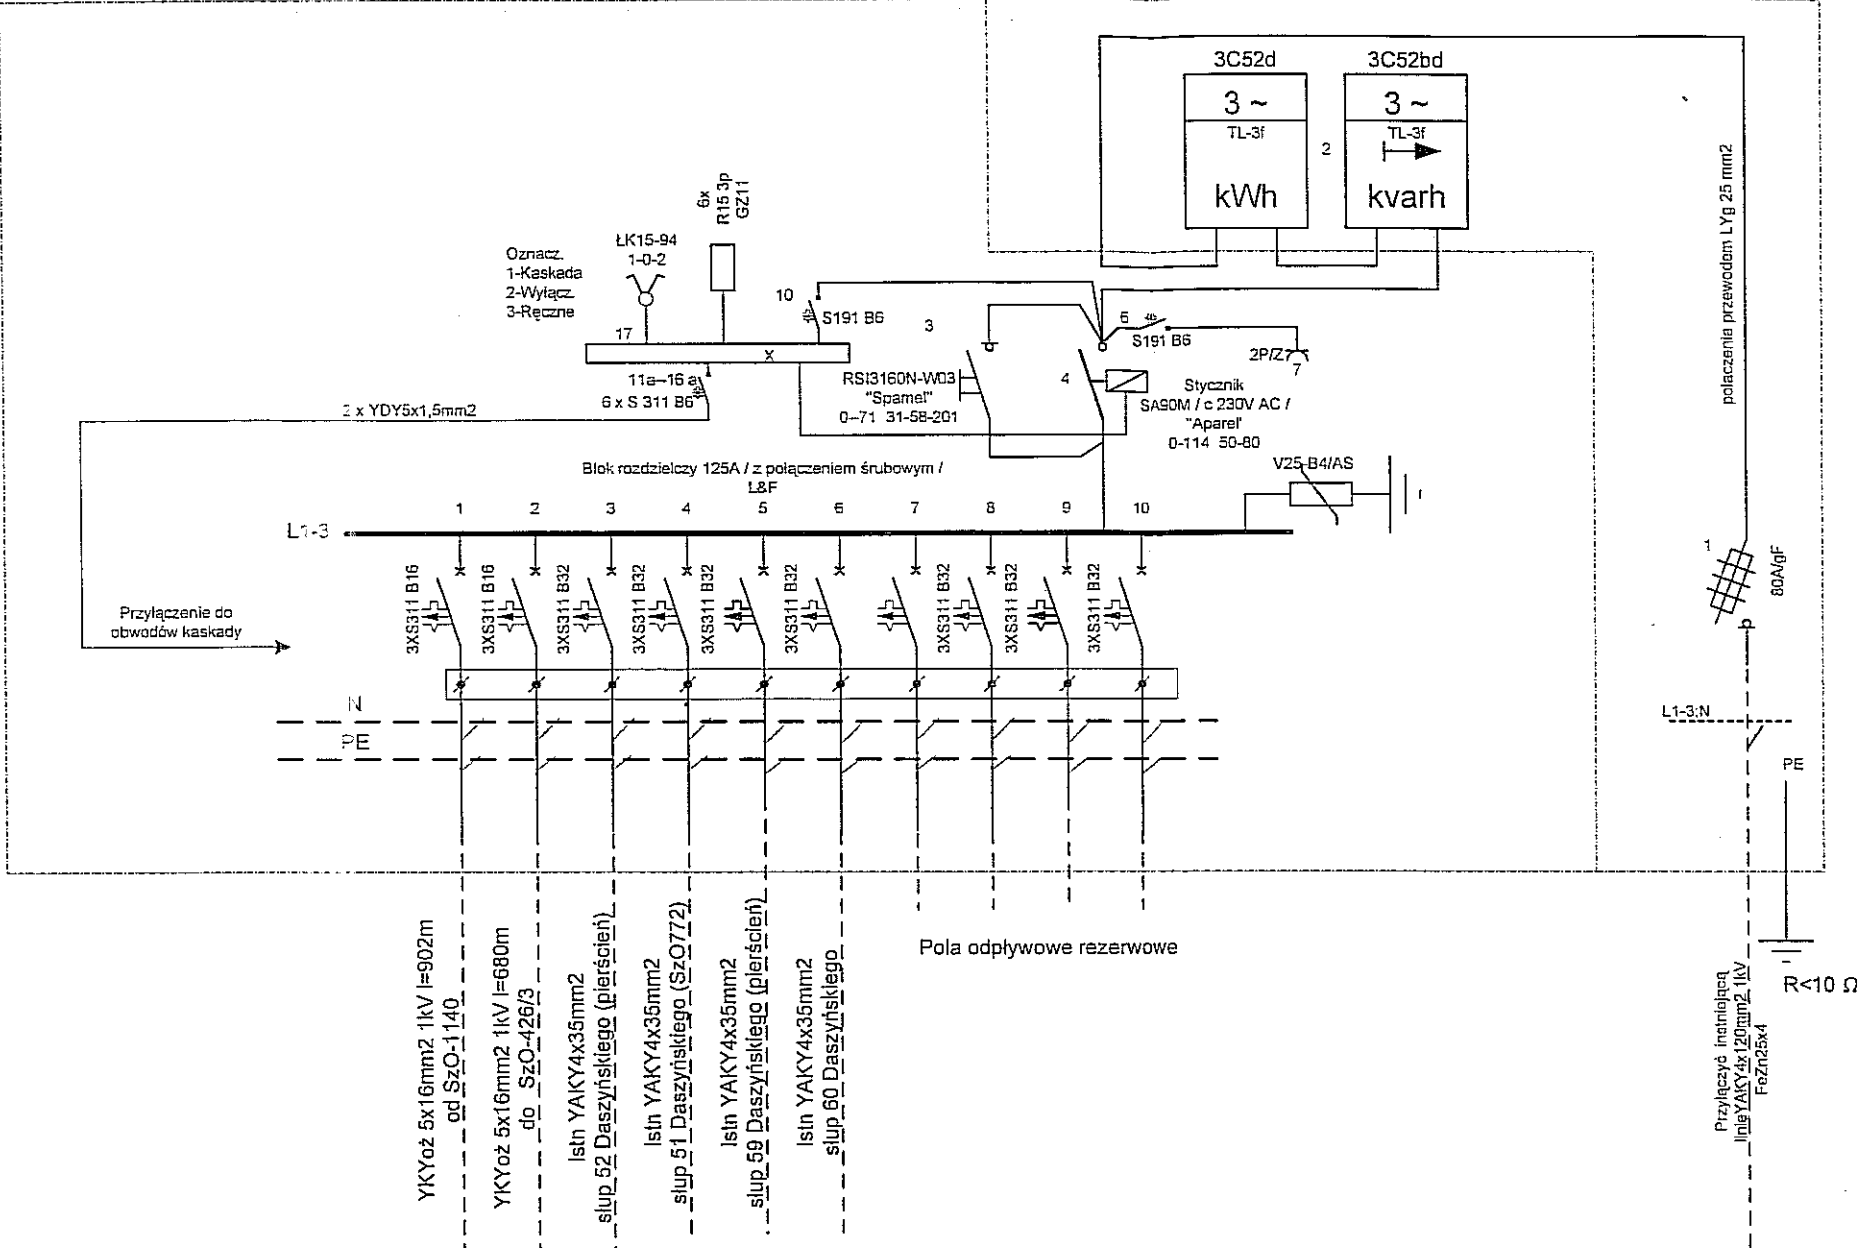 3C52d
3C52bd
3 ~
3 ~
TL-3f
TL-3f
2
kWh
kvarh
połączenia przewodem LYg 25 mm2
6x
R15 3p
GZ11
ŁK15-94
1-0-2
Oznacz.
1-Kaskada
2-Wyłącz.
3-Ręczne
17
x
10
S191 B6
3
6
S191 B6
2P/Z
7
11a–16 a
6 x S 311 B6
2 x YDY5x1,5mm2
RSI3160N-W03
"Spamel"
0–71 31-58-201
4
Stycznik
SA90M / c 230V AC /
"Aparel"
0-114 50-80
Blok rozdzielczy 125A / z połączeniem śrubowym /
L&F
V25-B4/AS
L1-3
1
2
3
4
5
6
7
8
9
10
3XS311 B16
3XS311 B16
3XS311 B32
3XS311 B32
3XS311 B32
3XS311 B32
3XS311 B32
3XS311 B32
3XS311 B32
Przyłączenie do
obwodów kaskady
N
PE
1
80A/gF
L1-3;N
PE
R<10 Ω
Pola odpływowe rezerwowe
YKYoż 5x16mm2 1kV l=902m
od SzO-1140
YKYoż 5x16mm2 1kV l=680m
do SzO-426/3
Istn YAKY4x35mm2
słup 52 Daszyńskiego (pierścień)
Istn YAKY4x35mm2
słup 51 Daszyńskiego (SzO772)
Istn YAKY4x35mm2
słup 59 Daszyńskiego (pierścień)
Istn YAKY4x35mm2
słup 60 Daszyńskiego
Przyłączyć
linię YAKY4x120mm2 1kV
FeZn25x4